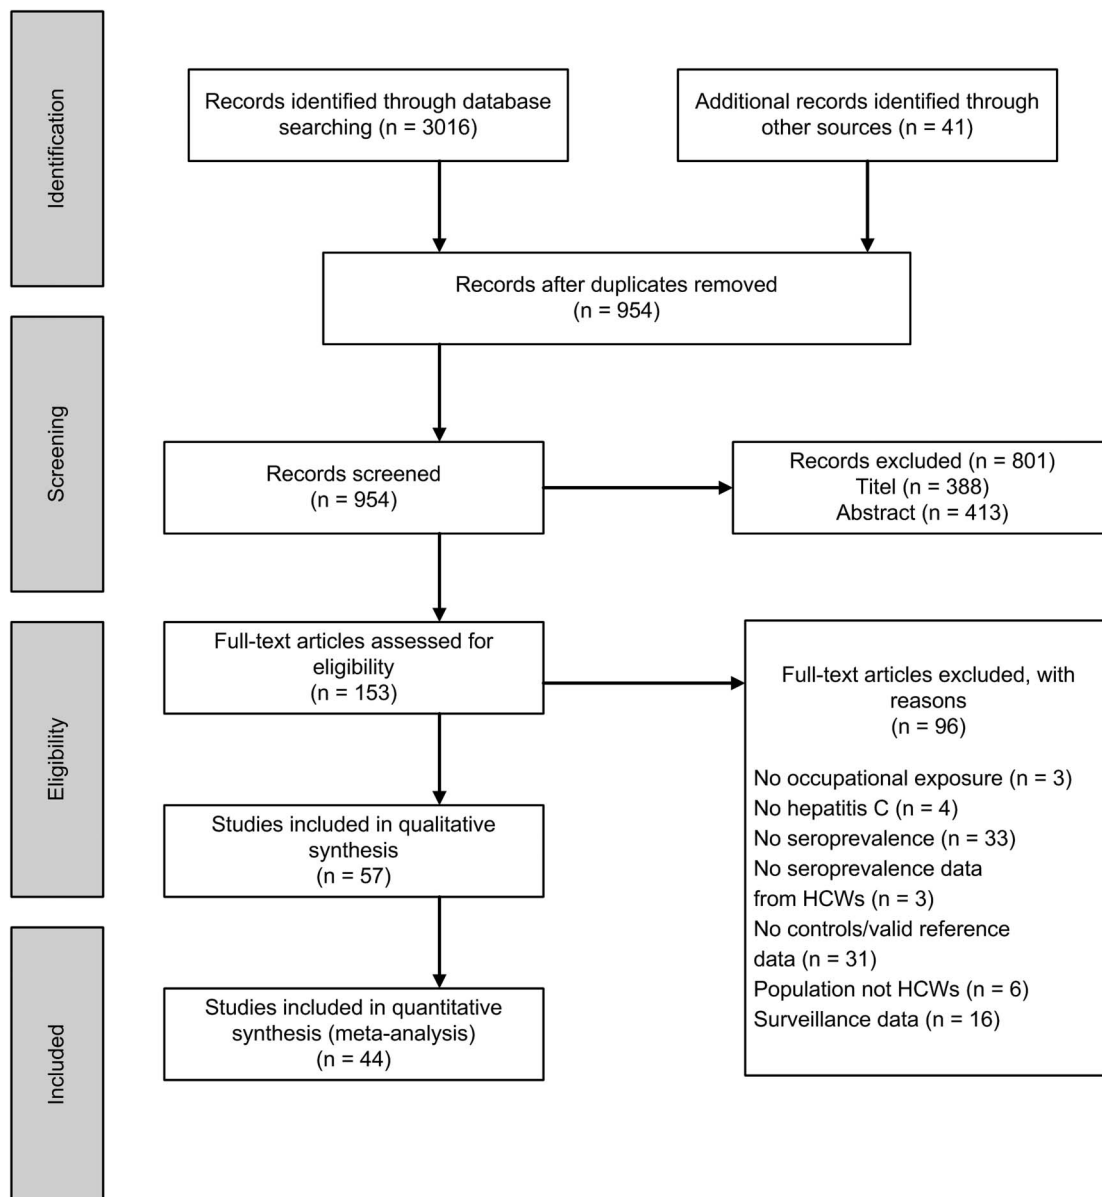 Identification
Records identified through database
searching (n = 3016)
Additional records identified through
other sources (n = 41)
Records after duplicates removed
(n = 954)
Screening
Records screened
(n = 954)
Records excluded (n = 801)
Titel (n = 388)
Abstract (n = 413)
Eligibility
Full-text articles assessed for
eligibility
(n = 153)
Full-text articles excluded, with
reasons
(n = 96)
No occupational exposure (n = 3)
No hepatitis C (n = 4)
No seroprevalence (n = 33)
No seroprevalence data
from HCWs (n = 3)
No controls/valid reference
data (n = 31)
Population not HCWs (n = 6)
Surveillance data (n = 16)
Studies included in qualitative
synthesis
(n = 57)
Included
Studies included in quantitative
synthesis (meta-analysis)
(n = 44)